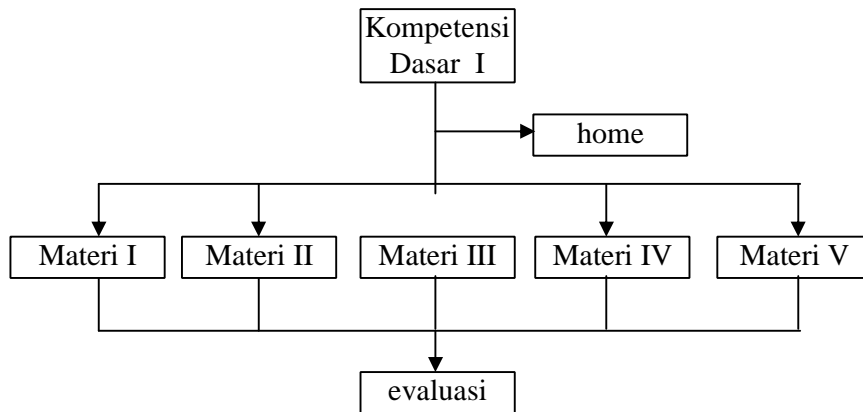 Kompetensi
Dasar I
home
Materi I
Materi II
Materi III
Materi IV
Materi V
evaluasi